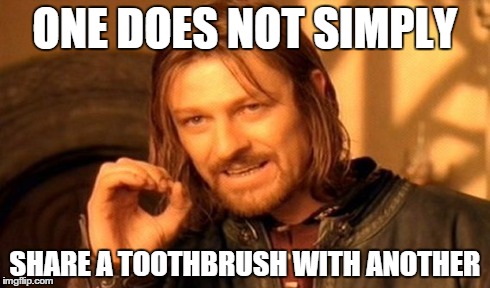 ONE DOES NOT SIMPLY
SHARE A TOOTHBRUSH WITH ANOTHER
imgflip.com